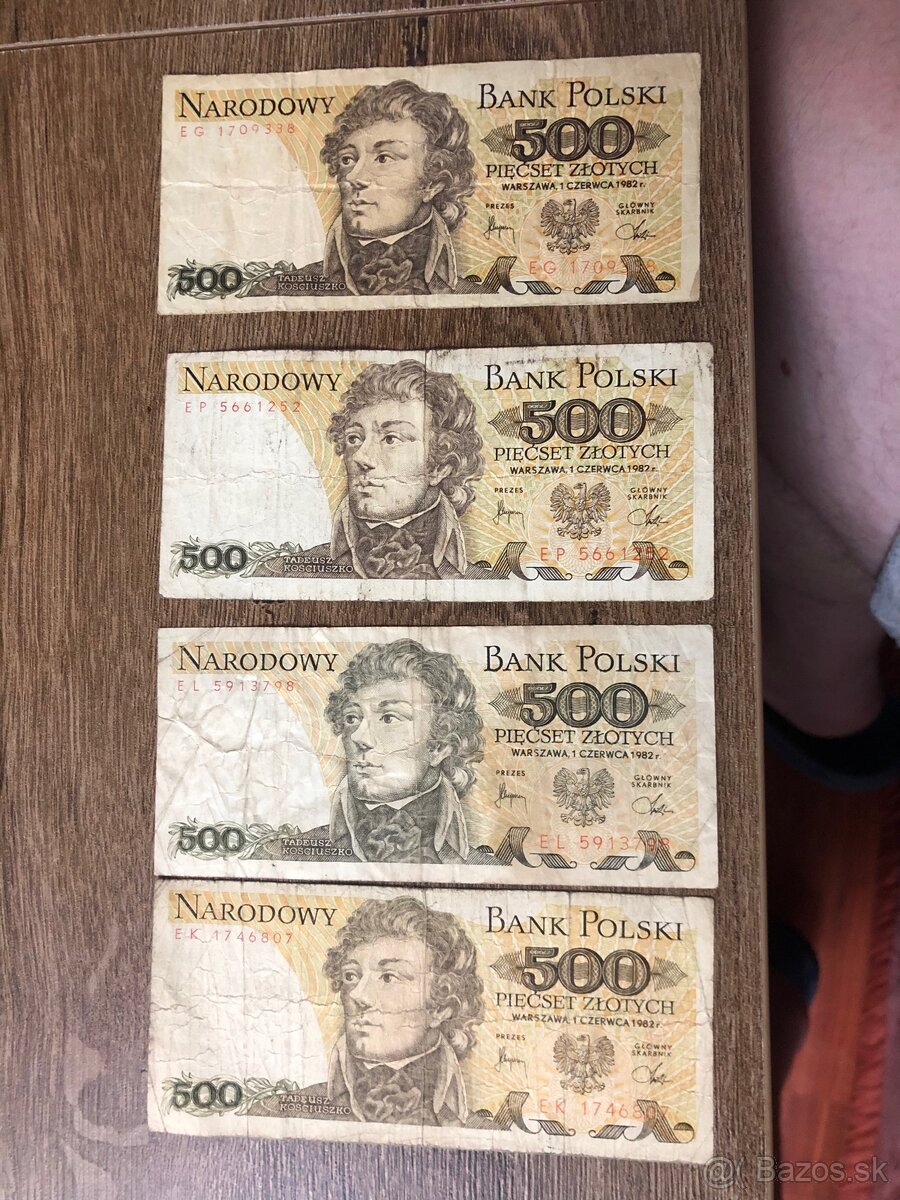 NARODOWY BANK POLSKI
EG 1709338
500
PIĘĆSET ZŁOTYCH
WARSZAWA, 1 CZERWCA 1982 r.
PREZES GŁÓWNY SKARBNIK
EG 1709338
500 TADEUSZ KOŚCIUSZKO
NARODOWY BANK POLSKI
EP 5661252
500
PIĘĆSET ZŁOTYCH
WARSZAWA, 1 CZERWCA 1982 r.
PREZES GŁÓWNY SKARBNIK
EP 5661252
500 TADEUSZ KOŚCIUSZKO
NARODOWY BANK POLSKI
EL 5913798
500
PIĘĆSET ZŁOTYCH
WARSZAWA, 1 CZERWCA 1982 r.
PREZES GŁÓWNY SKARBNIK
EL 5913798
500 TADEUSZ KOŚCIUSZKO
NARODOWY BANK POLSKI
EK 1746807
500
PIĘĆSET ZŁOTYCH
WARSZAWA, 1 CZERWCA 1982 r.
PREZES GŁÓWNY SKARBNIK
EK 1746807
500 TADEUSZ KOŚCIUSZKO
@ Bazos.sk